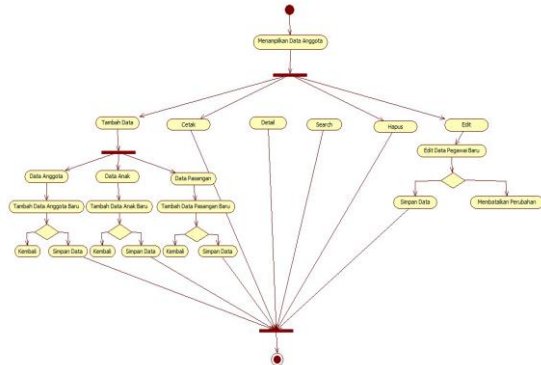 Menampilkan Data Anggota
Tambah Data
Cetak
Detail
Search
Hapus
Edit
Edit Data Pegawai Baru
Data Anggota
Data Anak
Data Pasangan
Tambah Data Anggota Baru
Tambah Data Anak Baru
Tambah Data Pasangan Baru
Simpan Data
Membatalkan Perubahan
Kembali
Simpan Data
Kembali
Simpan Data
Kembali
Simpan Data